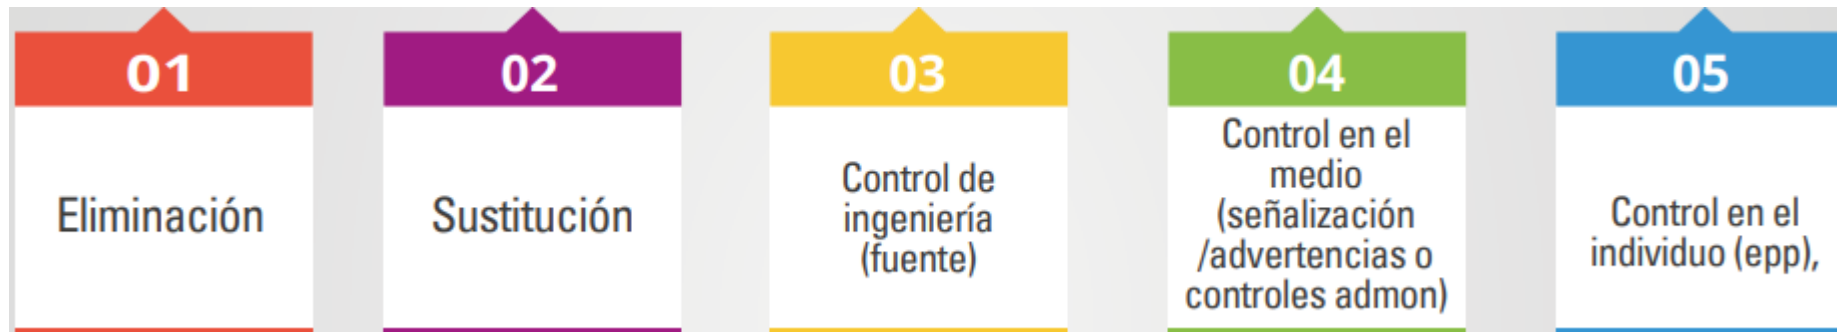 01
Eliminación
02
Sustitución
03
Control de
ingeniería
(fuente)
04
Control en el
medio
(señalización
/advertencias o
controles admon)
05
Control en el
individuo (epp),